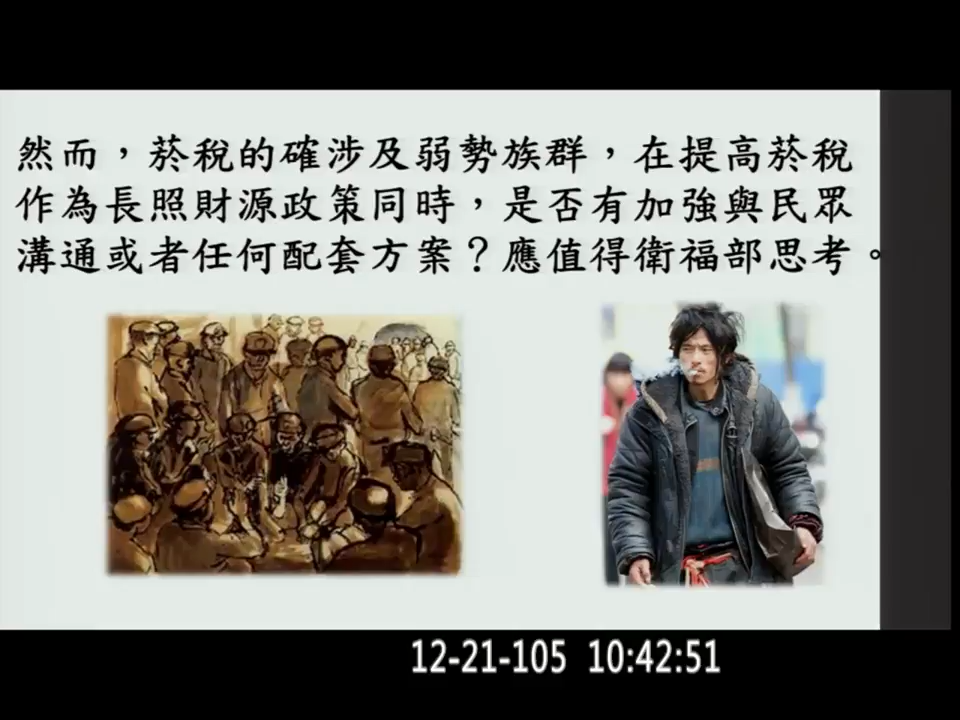 然而，菸稅的確涉及弱勢族群，在提高菸稅
作為長照財源政策同時，是否有加強與民眾
溝通或者任何配套方案？應值得衛福部思考。
12-21-105 10:42:51